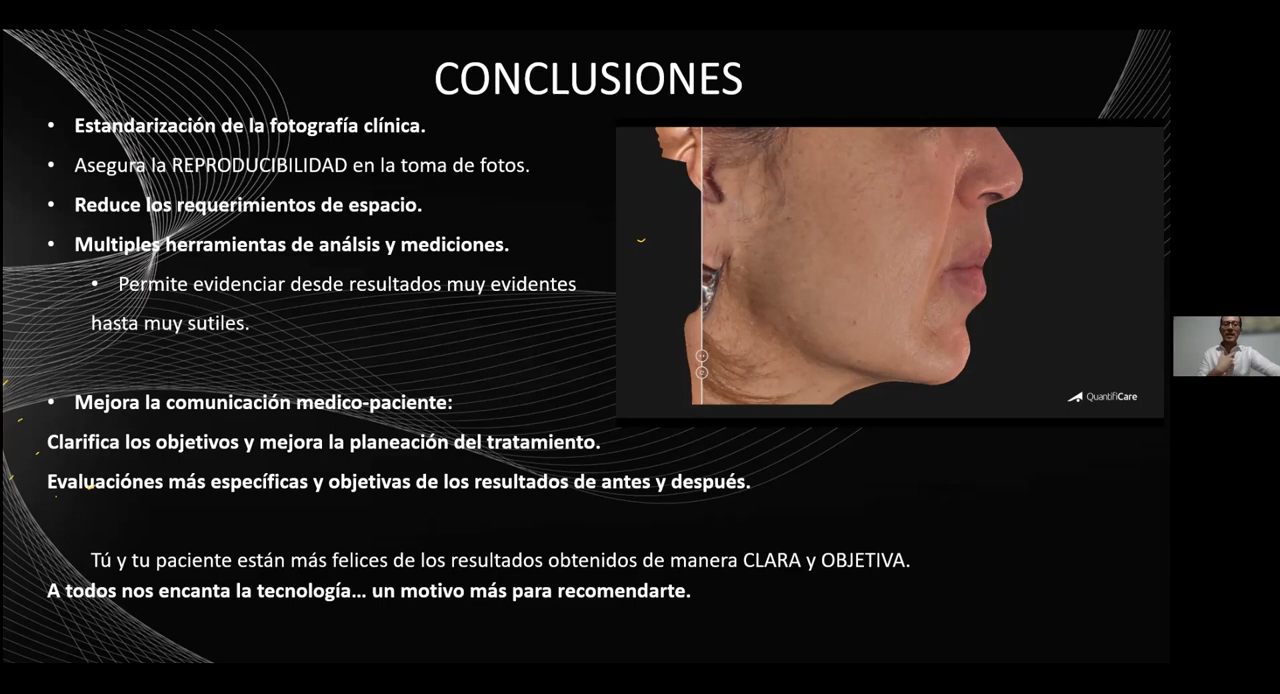 CONCLUSIONES
• Estandarización de la fotografía clínica.
• Asegura la REPRODUCIBILIDAD en la toma de fotos.
• Reduce los requerimientos de espacio.
• Multiples herramientas de análsis y mediciones.
• Permite evidenciar desde resultados muy evidentes
hasta muy sutiles.
• Mejora la comunicación medico-paciente:
Clarifica los objetivos y mejora la planeación del tratamiento.
Evaluaciónes más específicas y objetivas de los resultados de antes y después.
Tú y tu paciente están más felices de los resultados obtenidos de manera CLARA y OBJETIVA.
A todos nos encanta la tecnología... un motivo más para recomendarte.
QuantifiCare